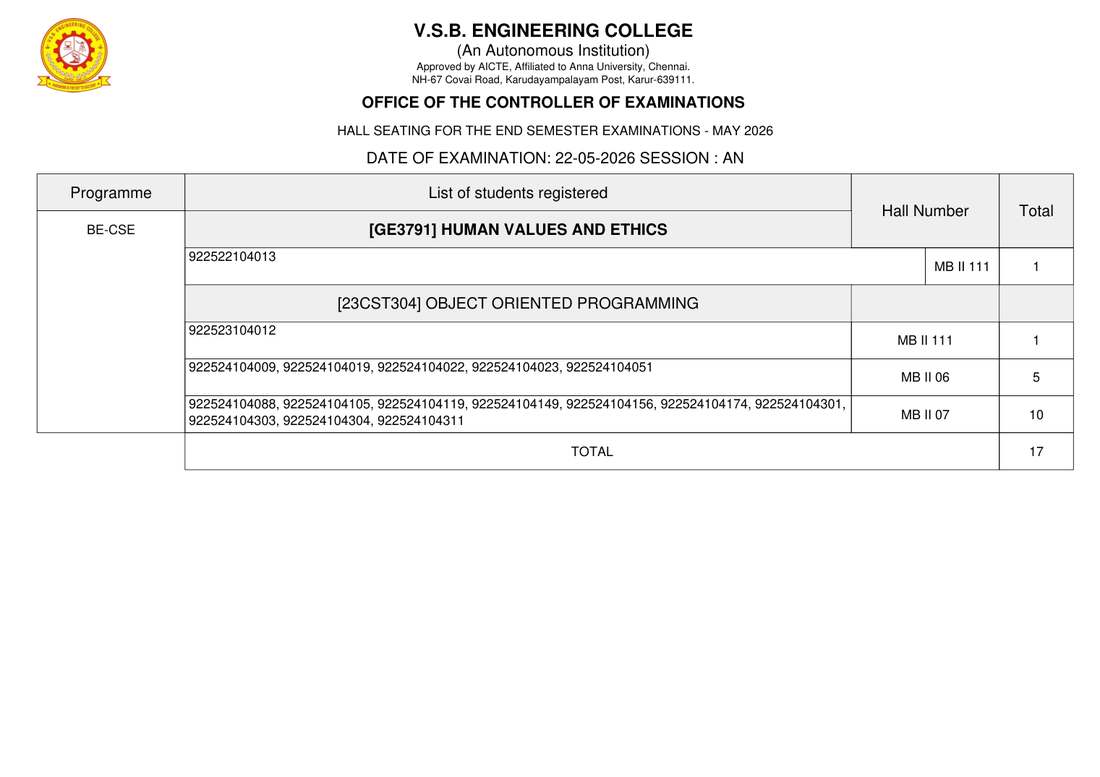 V.S.B. ENGINEERING COLLEGE
(An Autonomous Institution)
Approved by AICTE, Affiliated to Anna University, Chennai.
NH-67 Covai Road, Karudayampalayam Post, Karur-639111.
OFFICE OF THE CONTROLLER OF EXAMINATIONS
HALL SEATING FOR THE END SEMESTER EXAMINATIONS - MAY 2026
DATE OF EXAMINATION: 22-05-2026 SESSION : AN
Programme List of students registered Hall Number Total
BE-CSE [GE3791] HUMAN VALUES AND ETHICS
922522104013 MB II 111 1
[23CST304] OBJECT ORIENTED PROGRAMMING
922523104012 MB II 111 1
922524104009, 922524104019, 922524104022, 922524104023, 922524104051 MB II 06 5
922524104088, 922524104105, 922524104119, 922524104149, 922524104156, 922524104174, 922524104301,
922524104303, 922524104304, 922524104311 MB II 07 10
TOTAL 17